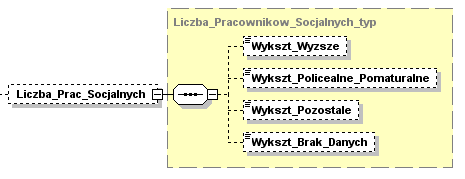 Liczba_Pracownikow_Socjalnych_typ
Wykszt_Wyzsze
Wykszt_Policealne_Pomaturalne
Liczba_Prac_Socjalnych
Wykszt_Pozostale
Wykszt_Brak_Danych